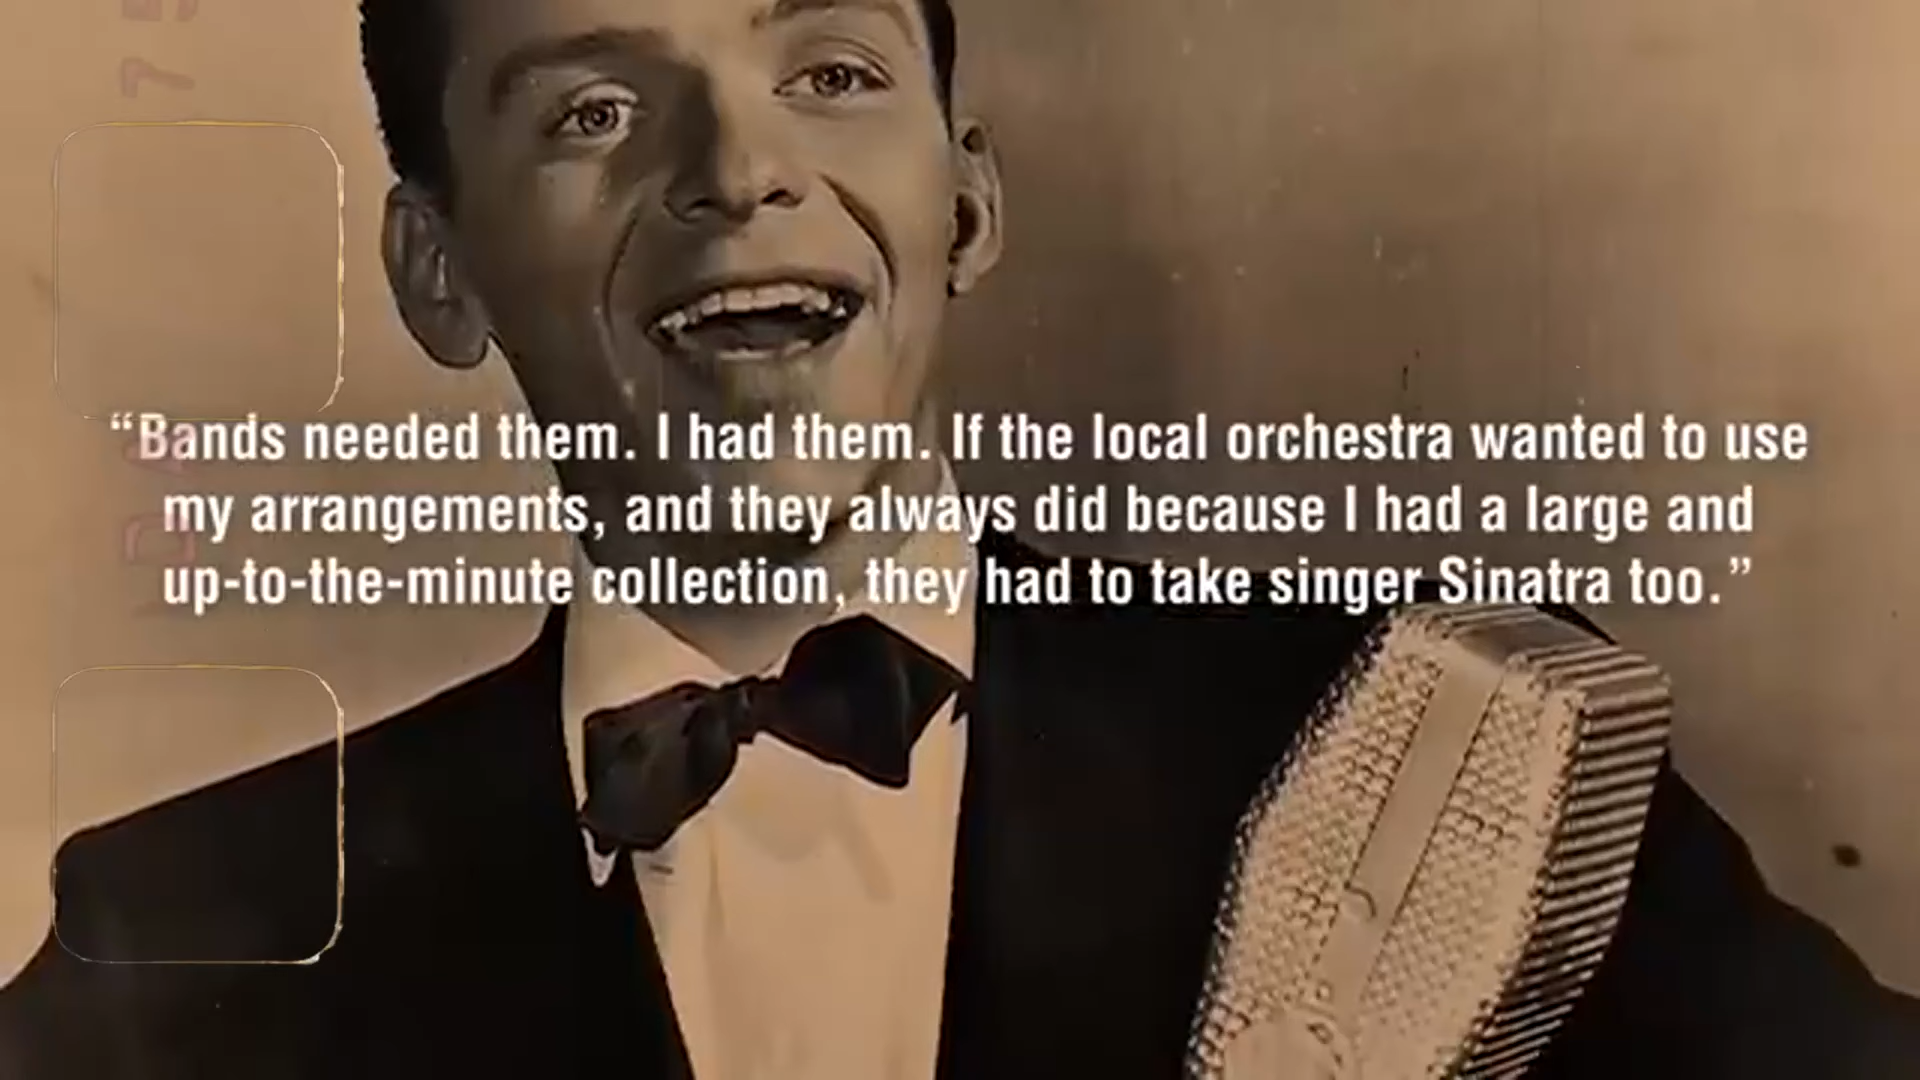 “Bands needed them. I had them. If the local orchestra wanted to use
my arrangements, and they always did because I had a large and
up-to-the-minute collection, they had to take singer Sinatra too.”